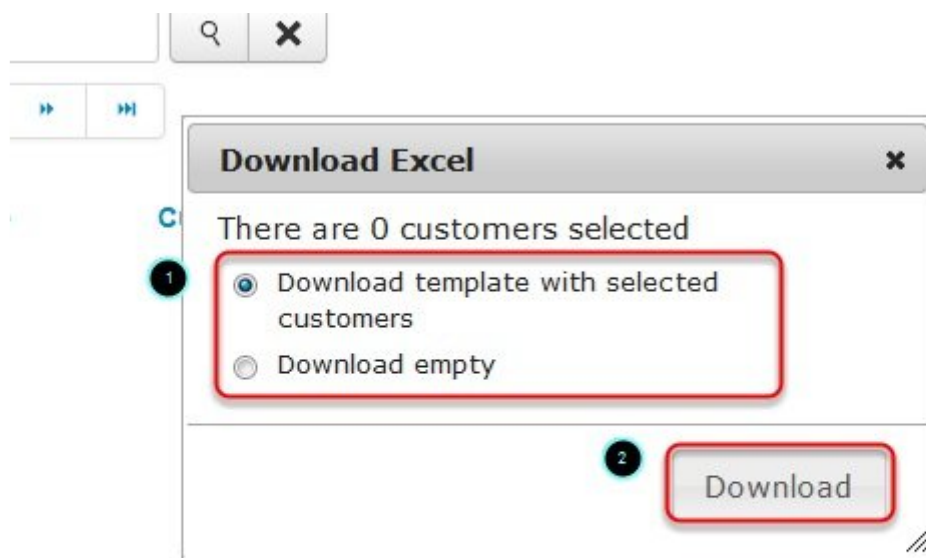 Download Excel
C
There are 0 customers selected
1
Download template with selected
customers
Download empty
2
Download